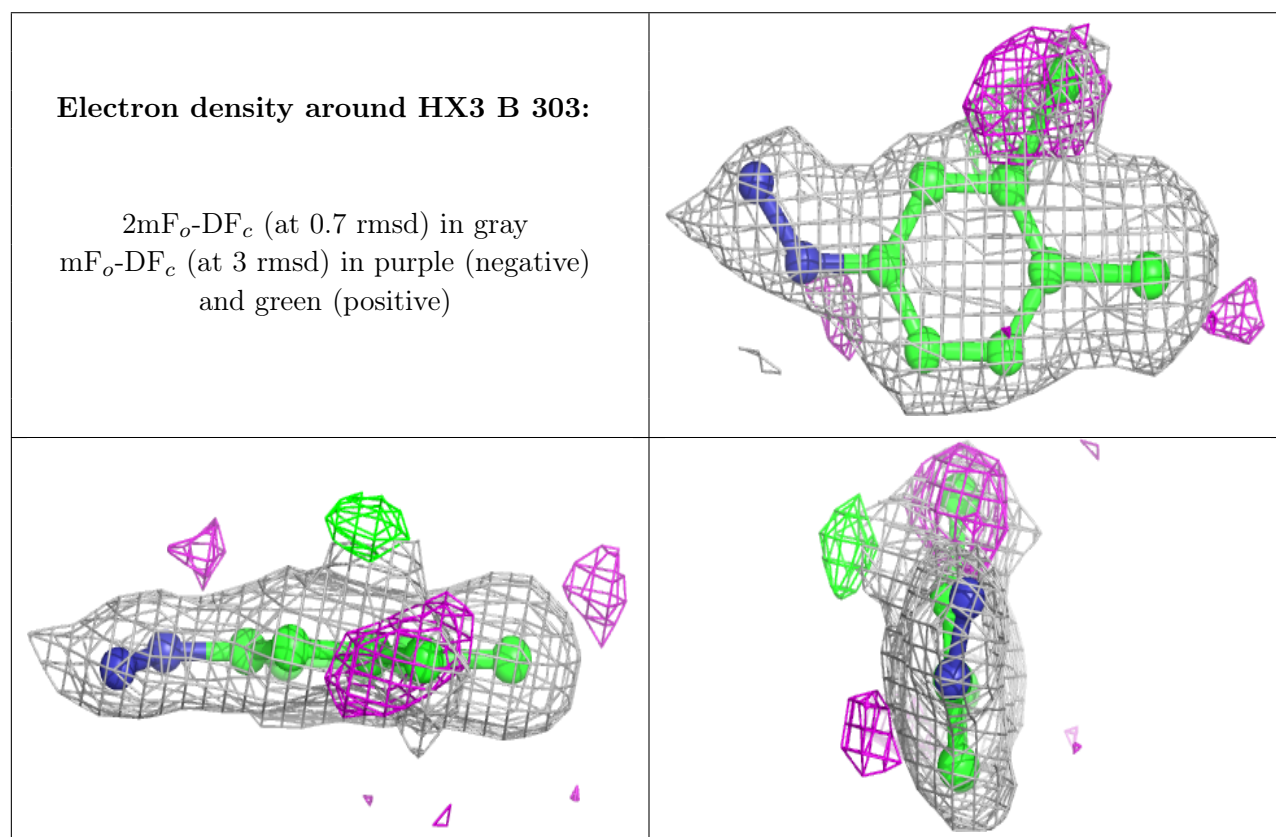 Electron density around HX3 B 303:
2mFo-DFc (at 0.7 rmsd) in gray
mFo-DFc (at 3 rmsd) in purple (negative)
and green (positive)